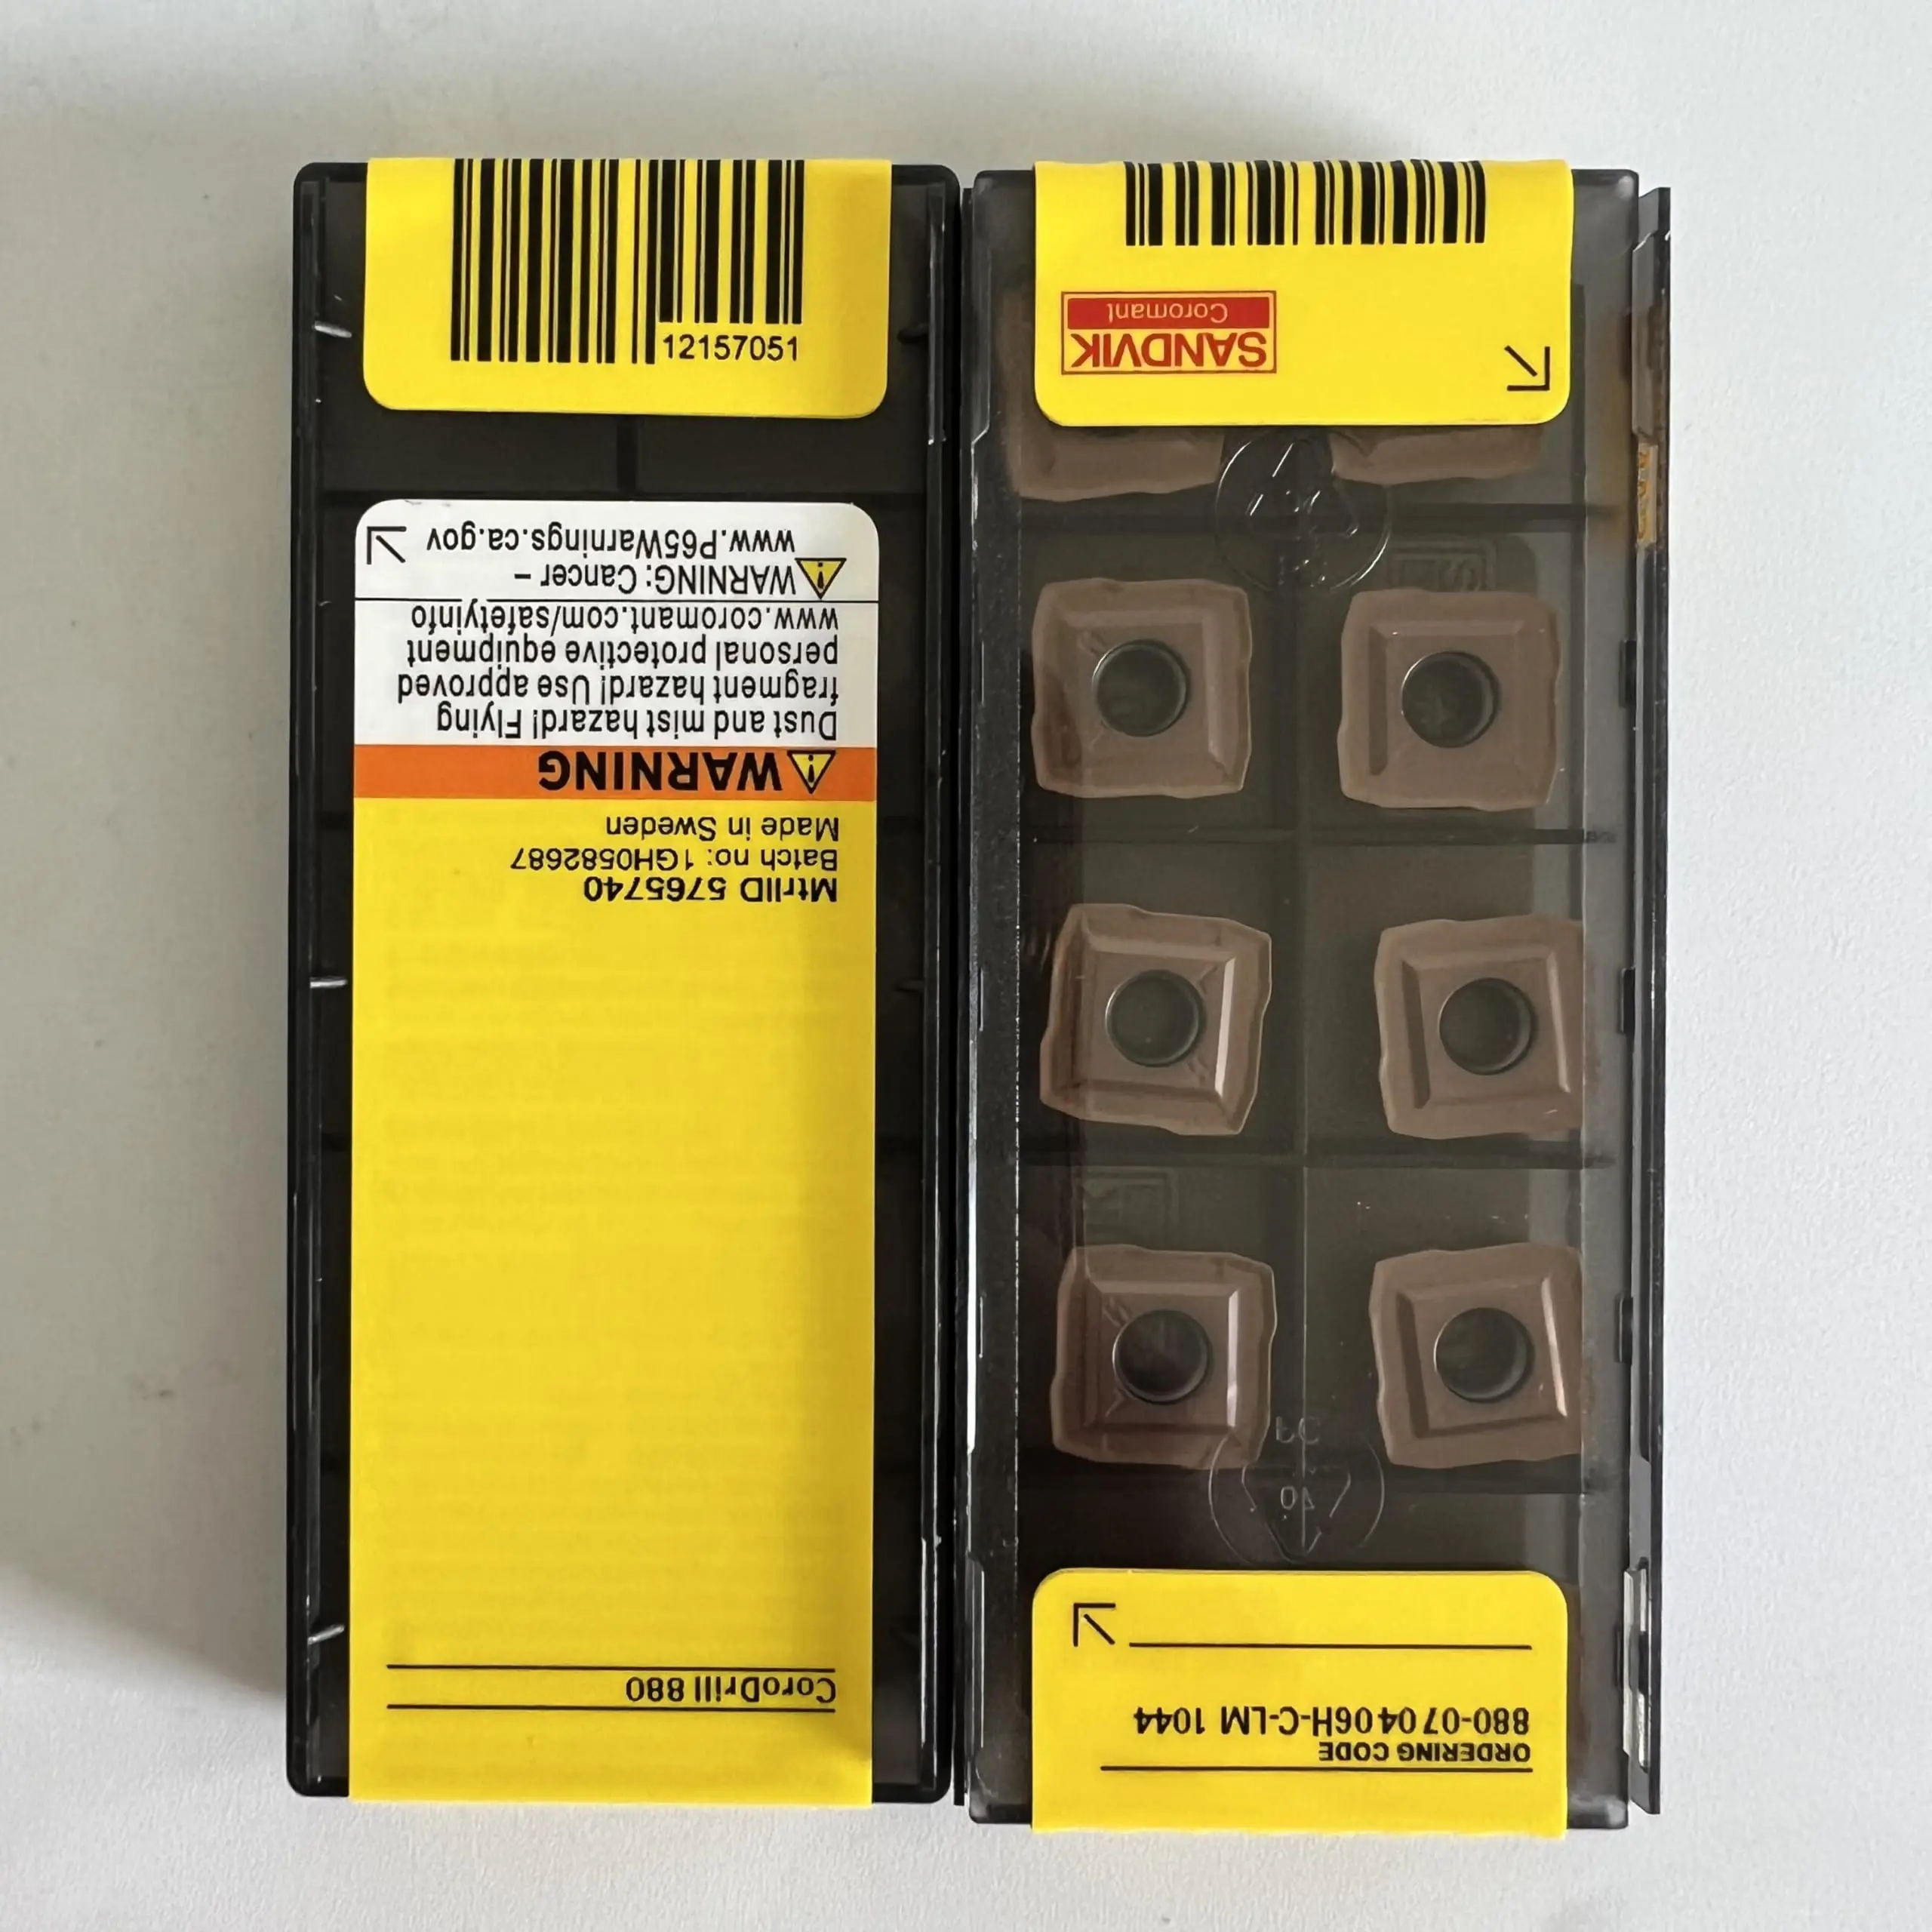 12157051
www.P65Warnings.ca.gov
WARNING: Cancer –
www.coromant.com/safetyinfo
personal protective equipment
fragment hazard! Use approved
Dust and mist hazard! Flying
WARNING
Made in Sweden
Batch no: 1GH0582687
MtrlID 5765740
CoroDrill 880
Coromant
SANDVIK
PC
40
880-07 04 06H-C-LM 1044
ORDERING CODE